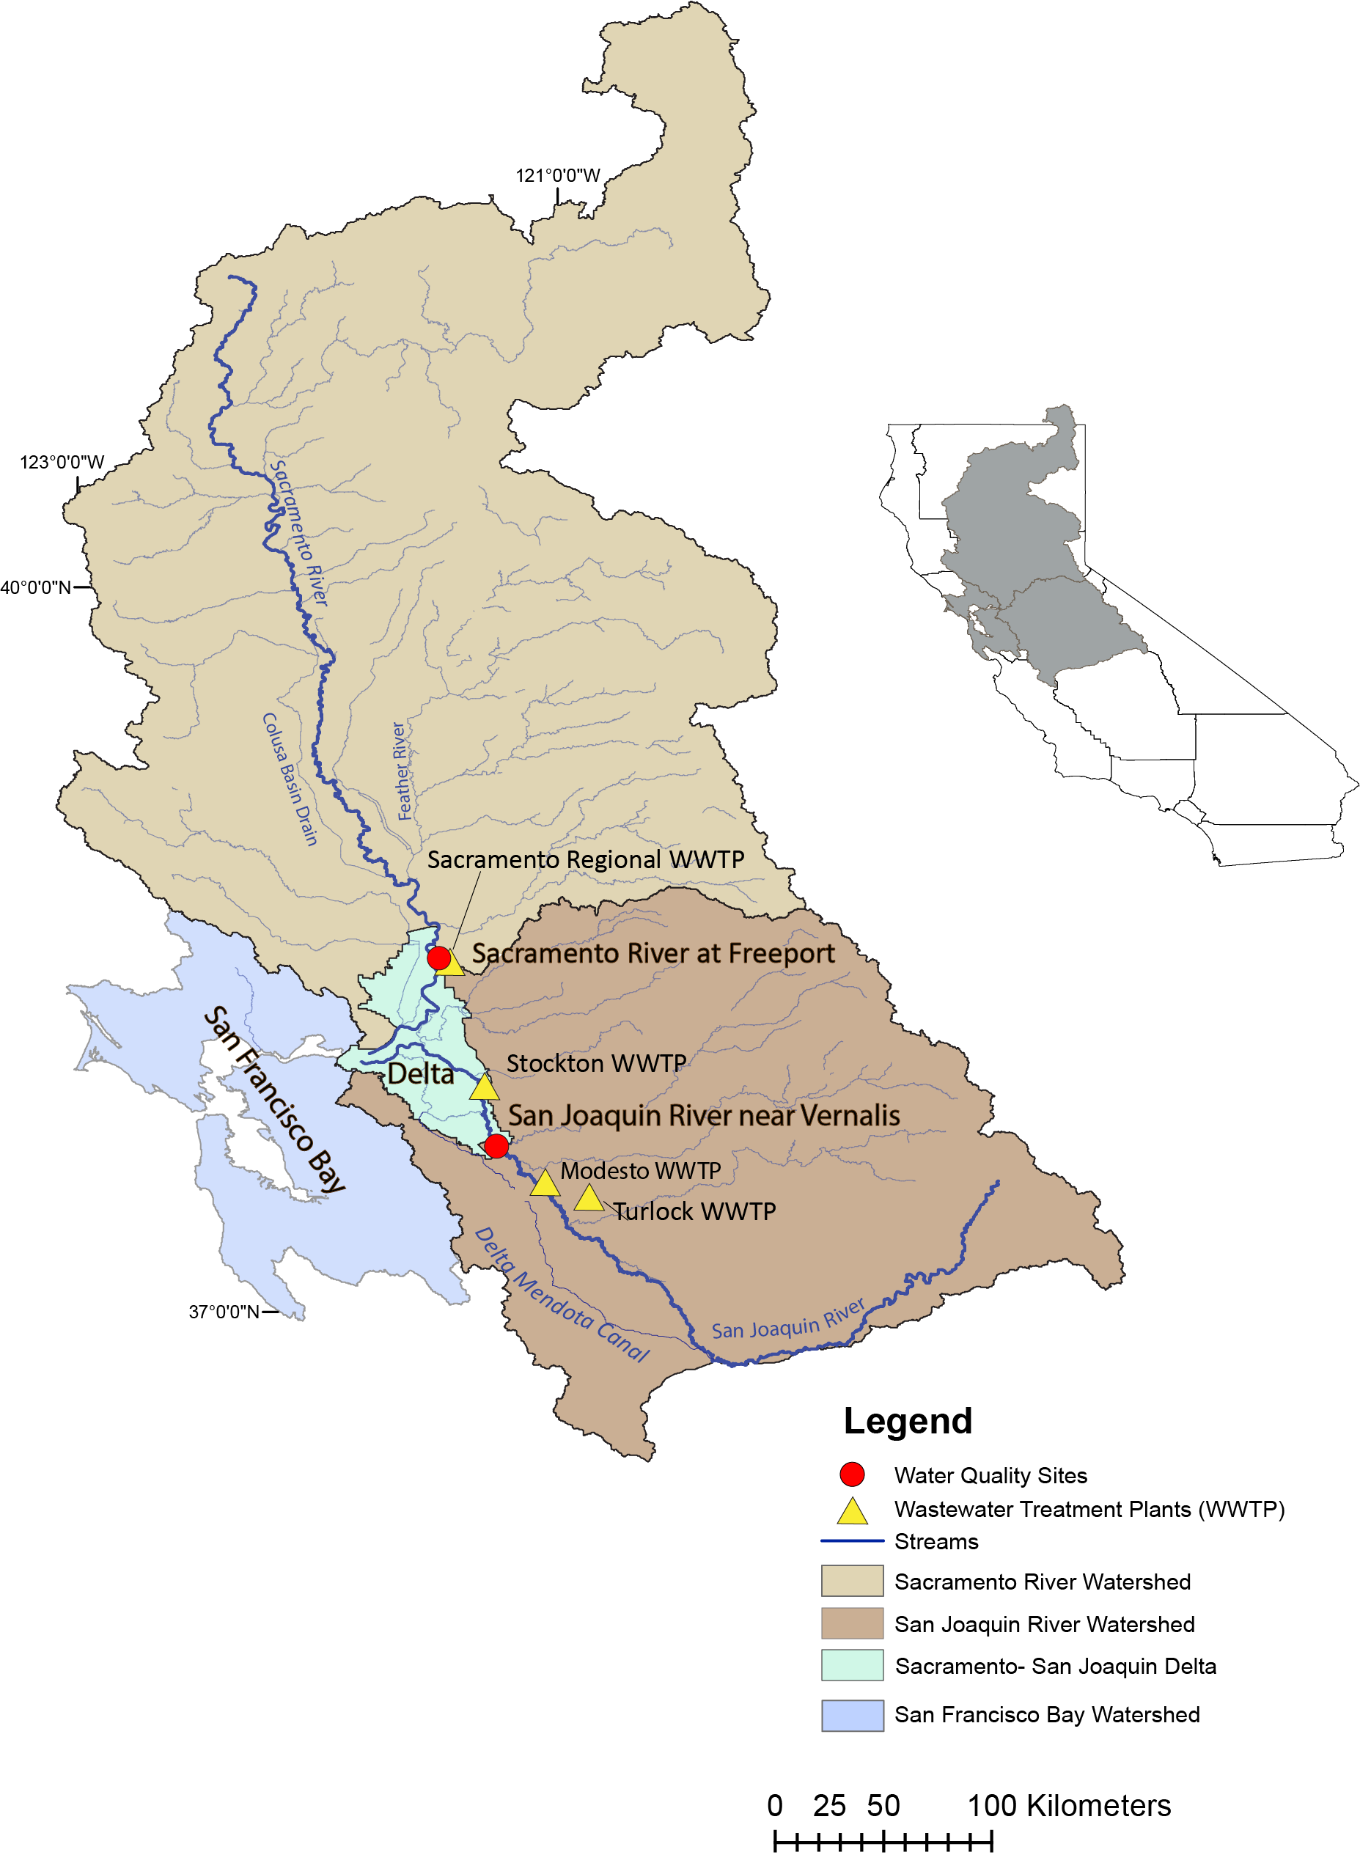 121°0'0"W
123°0'0"W
Sacramento River
40°0'0"N
Colusa Basin Drain
Feather River
Sacramento Regional WWTP
Sacramento River at Freeport
San Francisco Bay
Stockton WWTP
Delta
San Joaquin River near Vernalis
Modesto WWTP
Turlock WWTP
Delta Mendota Canal
37°0'0"N
San Joaquin River
Legend
Water Quality Sites
Wastewater Treatment Plants (WWTP)
Streams
Sacramento River Watershed
San Joaquin River Watershed
Sacramento- San Joaquin Delta
San Francisco Bay Watershed
0 25 50 100 Kilometers